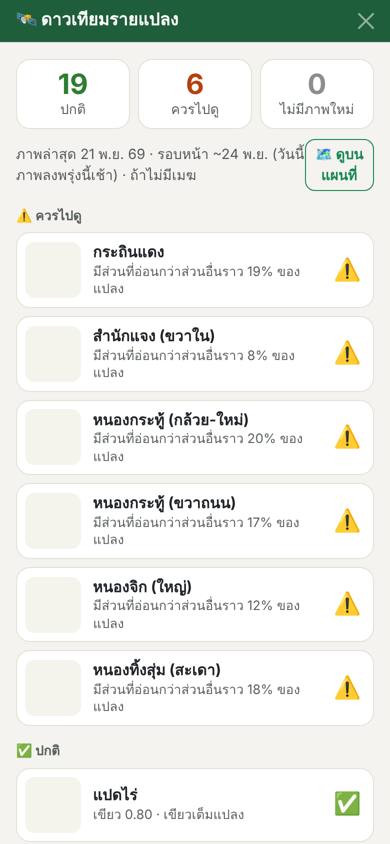 🛰️ ดาวเทียมรายแปลง
19
ปกติ
6
ควรไปดู
0
ไม่มีภาพใหม่
ภาพล่าสุด 21 พ.ย. 69 · รอบหน้า ~24 พ.ย. (วันนี้
ภาพลงพรุ่งนี้เช้า) · ถ้าไม่มีเมฆ
🗺️ ดูบน
แผนที่
⚠️ ควรไปดู
กระถินแดง
มีส่วนที่อ่อนกว่าส่วนอื่นราว 19% ของ
แปลง
สำนักแจง (ขวาใน)
มีส่วนที่อ่อนกว่าส่วนอื่นราว 8% ของ
แปลง
หนองกระทู้ (กล้วย-ใหม่)
มีส่วนที่อ่อนกว่าส่วนอื่นราว 20% ของ
แปลง
หนองกระทู้ (ขวาถนน)
มีส่วนที่อ่อนกว่าส่วนอื่นราว 17% ของ
แปลง
หนองจิก (ใหญ่)
มีส่วนที่อ่อนกว่าส่วนอื่นราว 12% ของ
แปลง
หนองทิ้งสุ่ม (สะเดา)
มีส่วนที่อ่อนกว่าส่วนอื่นราว 18% ของ
แปลง
✅ ปกติ
แปดไร่
เขียว 0.80 · เขียวเต็มแปลง